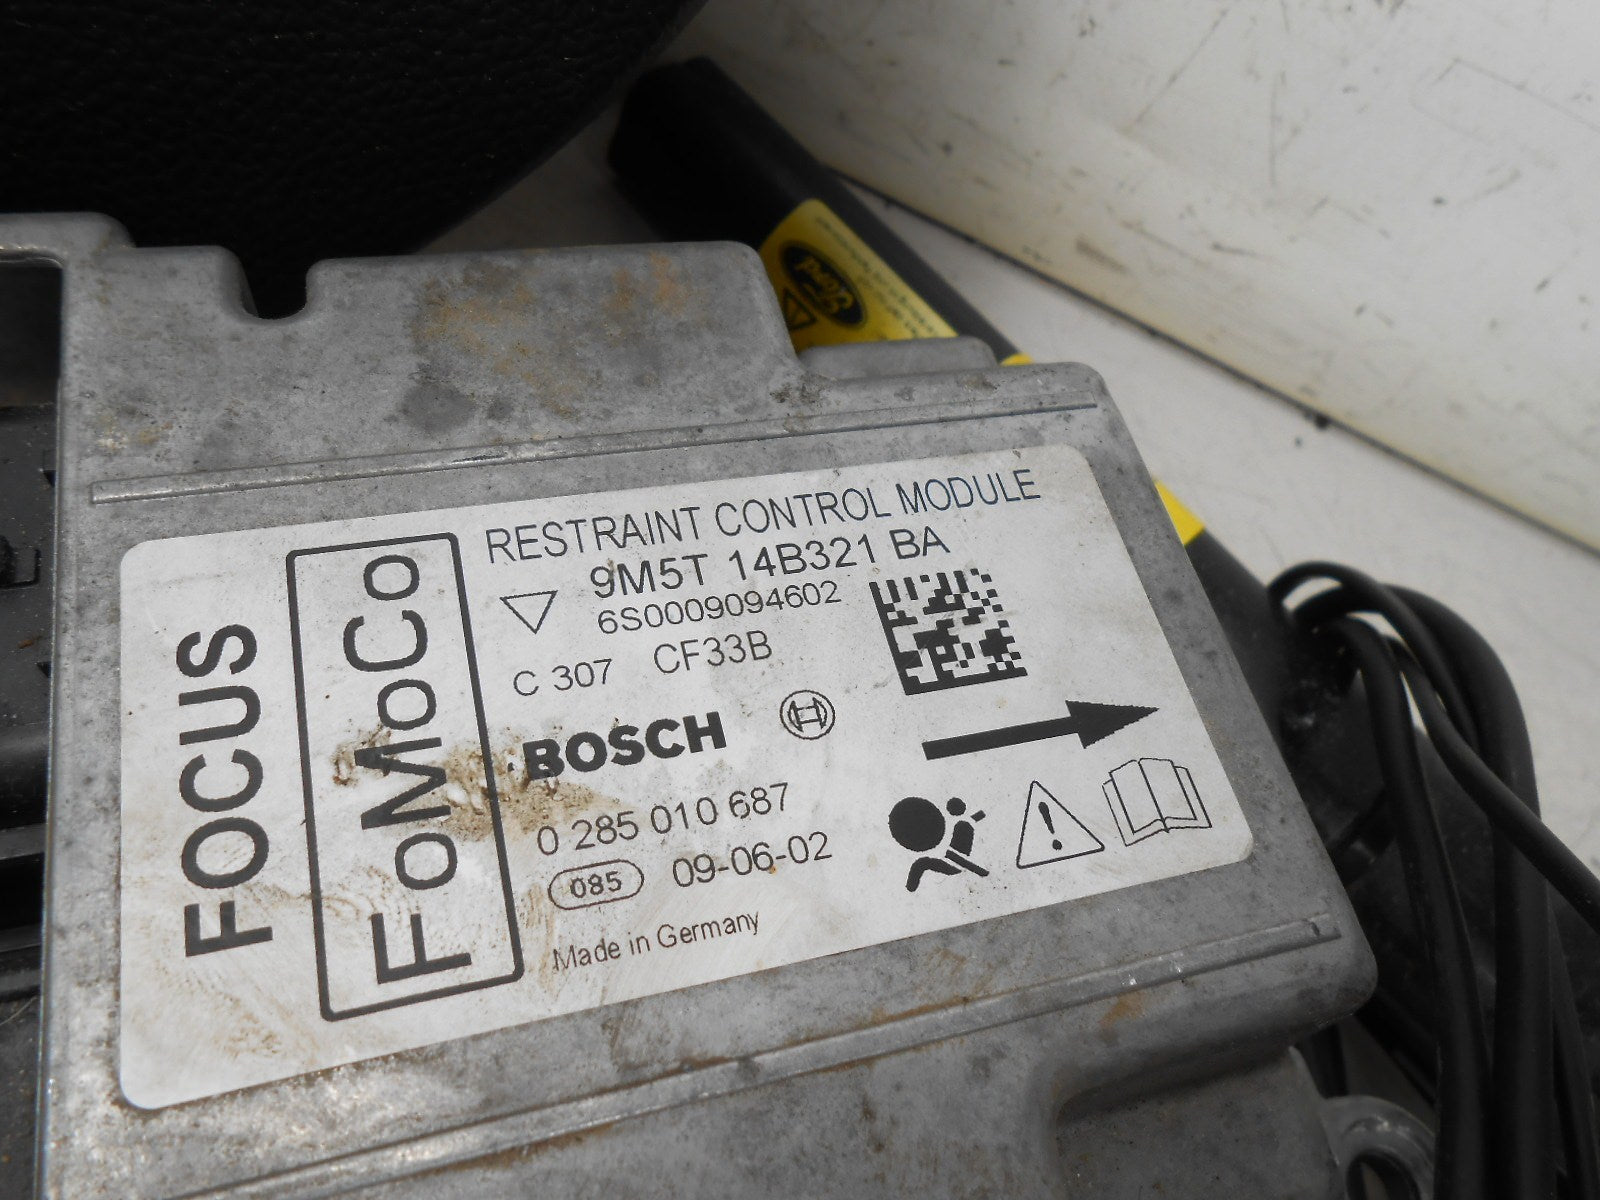 Ford
FOCUS
FoMoCo
RESTRAINT CONTROL MODULE
9M5T 14B321 BA
6S0009094602
C 307 CF33B
BOSCH
0 285 010 687
085 09-06-02
Made in Germany